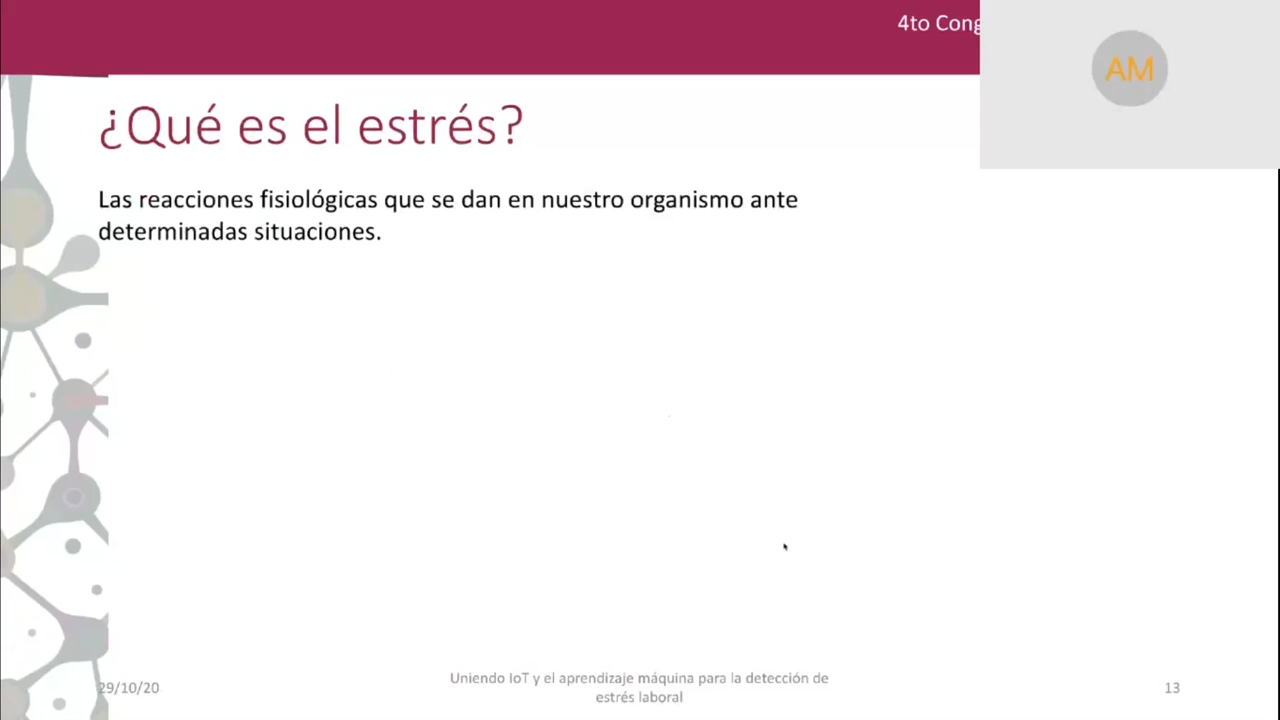 4to Cong
AM
¿Qué es el estrés?
Las reacciones fisiológicas que se dan en nuestro organismo ante
determinadas situaciones.
29/10/20
Uniendo IoT y el aprendizaje máquina para la detección de
estrés laboral
13